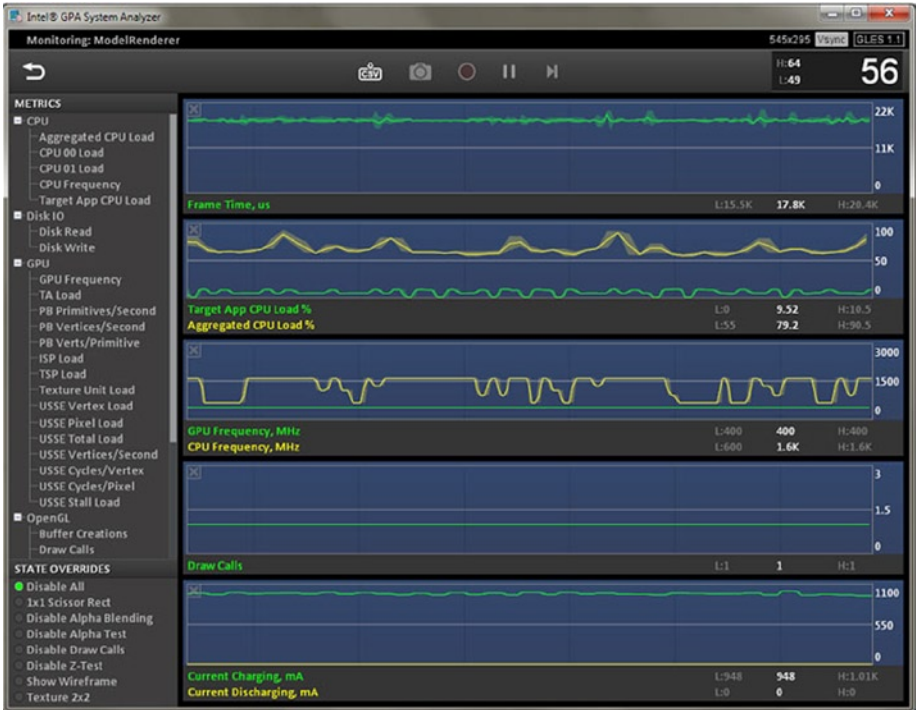 Intel® GPA System Analyzer
Monitoring: ModelRenderer
545x295 Vsync GLES 1.1
CSV
H:64
L:49
56
METRICS
CPU
Aggregated CPU Load
CPU 00 Load
CPU 01 Load
CPU Frequency
Target App CPU Load
Disk IO
Disk Read
Disk Write
GPU
GPU Frequency
TA Load
PB Primitives/Second
PB Vertices/Second
PB Verts/Primitive
ISP Load
TSP Load
Texture Unit Load
USSE Vertex Load
USSE Pixel Load
USSE Total Load
USSE Vertices/Second
USSE Cycles/Vertex
USSE Cycles/Pixel
USSE Stall Load
OpenGL
Buffer Creations
Draw Calls
STATE OVERRIDES
Disable All
1x1 Scissor Rect
Disable Alpha Blending
Disable Alpha Test
Disable Draw Calls
Disable Z-Test
Show Wireframe
Texture 2x2
22K
11K
0
Frame Time, us L:15.5K 17.8K H:20.4K
100
50
0
Target App CPU Load % L:0 9.52 H:10.5
Aggregated CPU Load % L:55 79.2 H:90.5
3000
1500
0
GPU Frequency, MHz L:400 400 H:400
CPU Frequency, MHz L:600 1.6K H:1.6K
3
1.5
0
Draw Calls L:1 1 H:1
1100
550
0
Current Charging, mA L:948 948 H:1.01K
Current Discharging, mA L:0 0 H:0